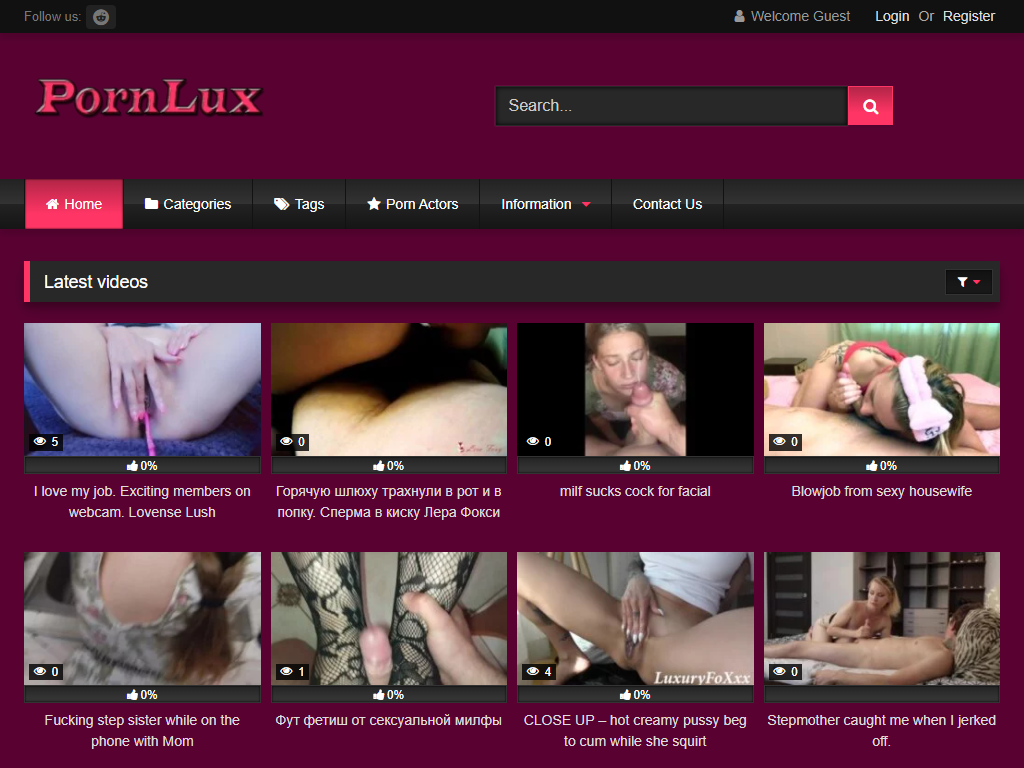 Follow us:
Welcome Guest Login Or Register
PornLux
Search...
Home Categories Tags Porn Actors Information Contact Us
Latest videos
5 0 0 0
0% 0% 0% 0%
I love my job. Exciting members on
webcam. Lovense Lush
Горячую шлюху трахнули в рот и в
попку. Сперма в киску Лера Фокси
milf sucks cock for facial
Blowjob from sexy housewife
0 1 4 0
LuxuryFoXxx
0% 0% 0%
Fucking step sister while on the
phone with Mom
Фут фетиш от сексуальной милфы
CLOSE UP – hot creamy pussy beg
to cum while she squirt
Stepmother caught me when I jerked
off.